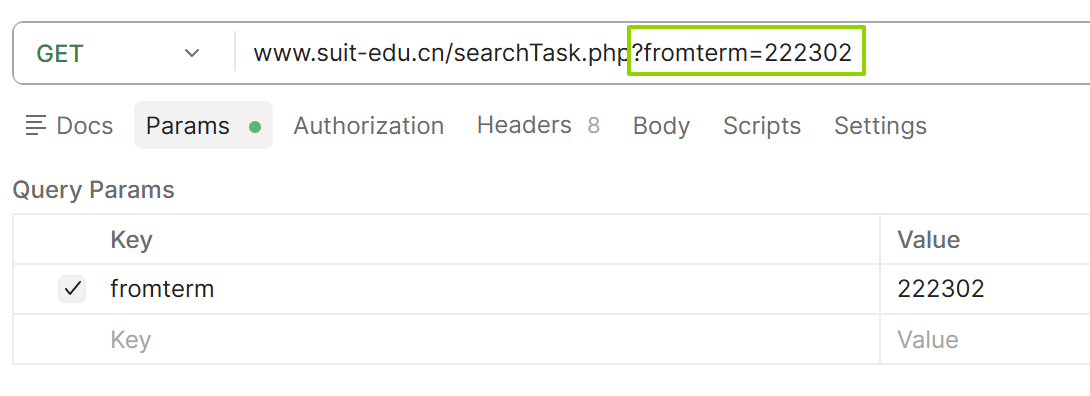 GET www.suit-edu.cn/searchTask.php?fromterm=222302
Docs Params Authorization Headers 8 Body Scripts Settings
Query Params
Key Value
fromterm 222302
Key Value